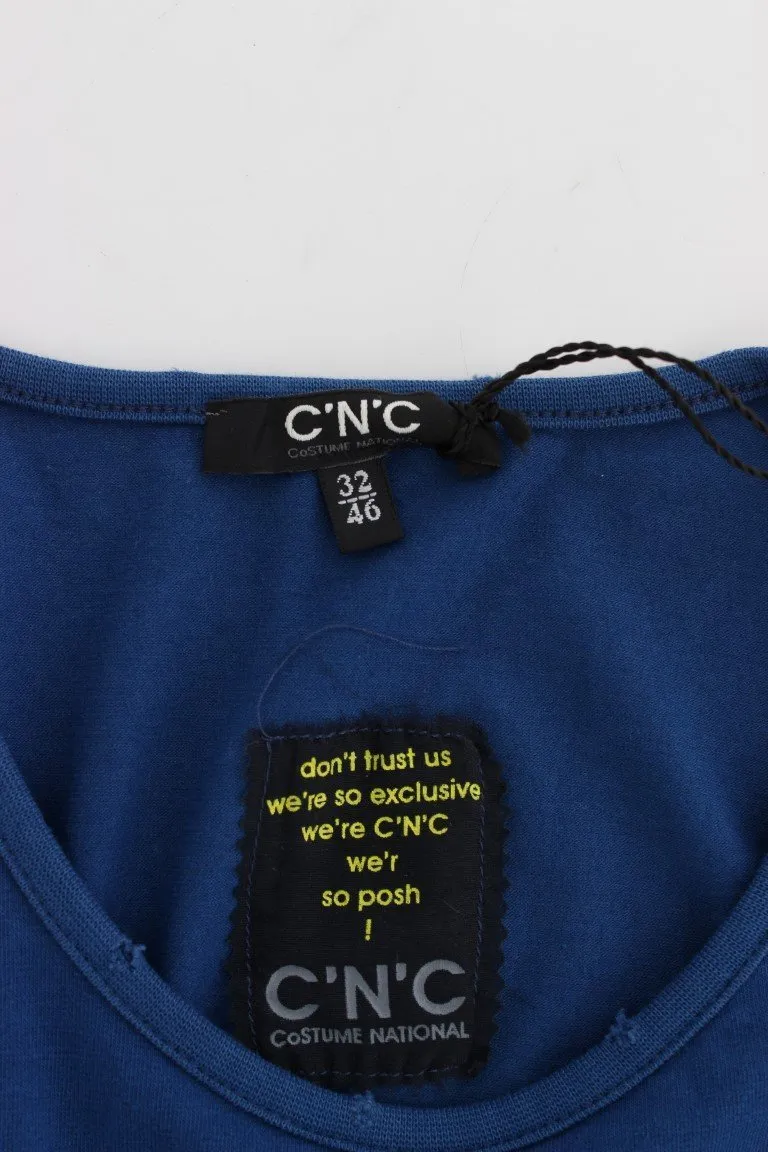 C'N'C
CoSTUME NATIONAL
32
46
don't trust us
we're so exclusive
we're C'N'C
we'r
so posh
!
C'N'C
CoSTUME NATIONAL